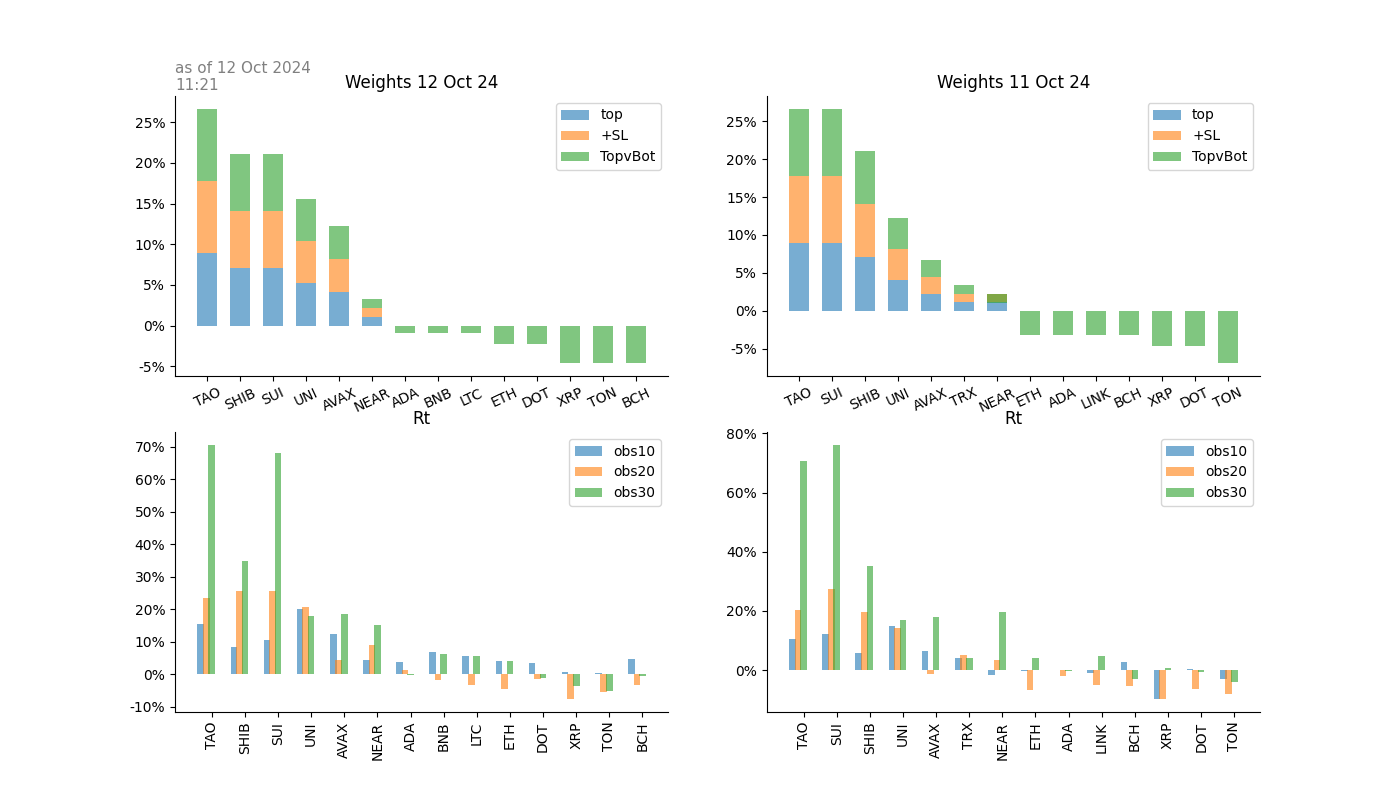 as of 12 Oct 2024
11:21
Weights 12 Oct 24
25%
20%
15%
10%
5%
0%
-5%
top
+SL
TopvBot
TAO SHIB SUI UNI AVAX NEAR ADA BNB LTC ETH DOT XRP TON BCH
Weights 11 Oct 24
25%
20%
15%
10%
5%
0%
-5%
top
+SL
TopvBot
TAO SUI SHIB UNI AVAX TRX NEAR ETH ADA LINK BCH XRP DOT TON
Rt
70%
60%
50%
40%
30%
20%
10%
0%
-10%
obs10
obs20
obs30
TAO SHIB SUI UNI AVAX NEAR ADA BNB LTC ETH DOT XRP TON BCH
Rt
80%
60%
40%
20%
0%
obs10
obs20
obs30
TAO SUI SHIB UNI AVAX TRX NEAR ETH ADA LINK BCH XRP DOT TON